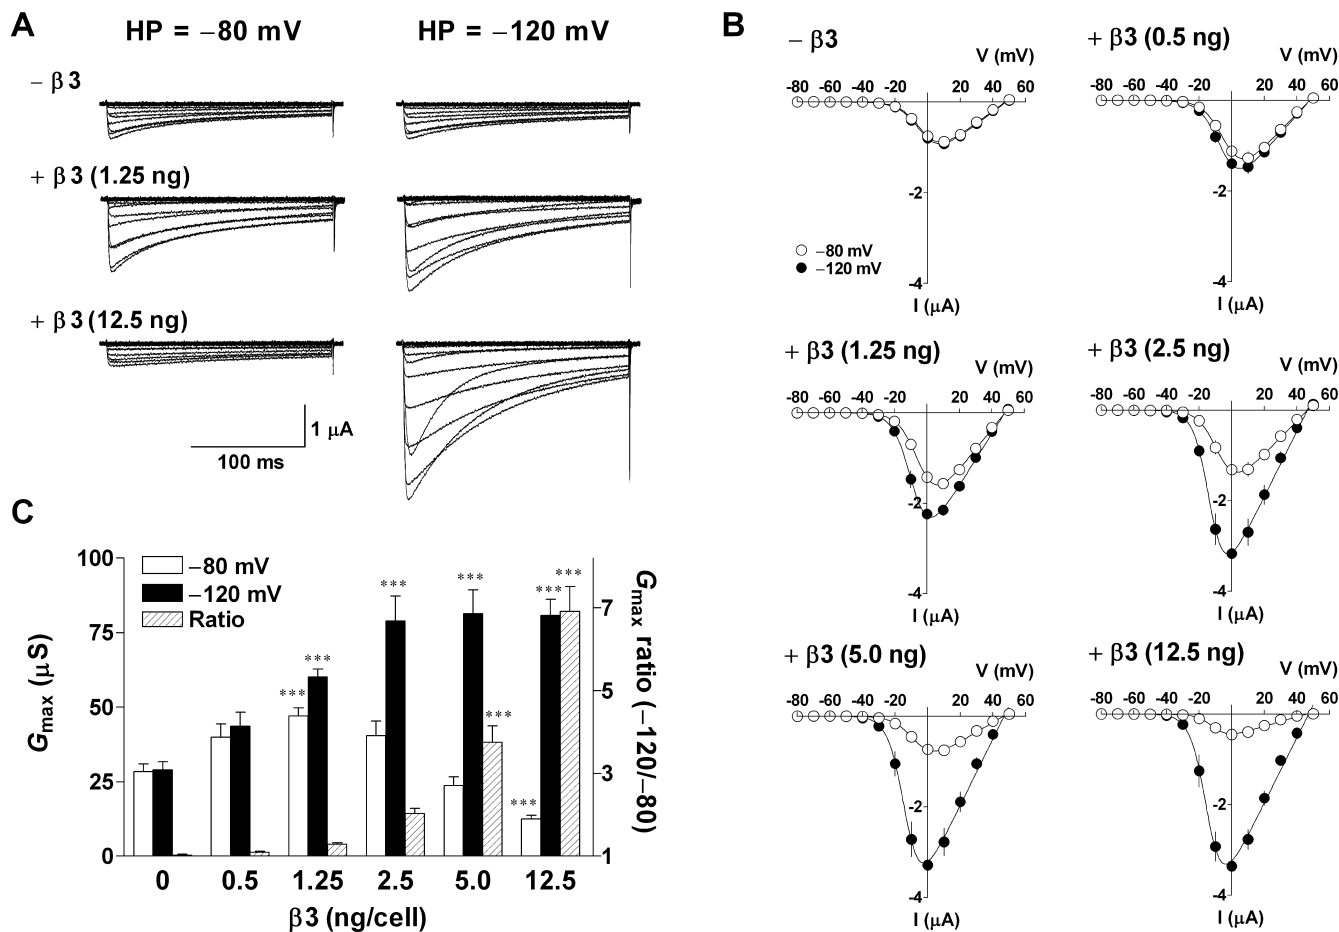 A
HP = −80 mV
HP = −120 mV
− β3
+ β3 (1.25 ng)
+ β3 (12.5 ng)
1 μA
100 ms
B
− β3
V (mV)
-80 -60 -40 -20 20 40 60
-2
-4
I (μA)
−80 mV
−120 mV
+ β3 (0.5 ng)
V (mV)
-80 -60 -40 -20 20 40 60
-2
-4
I (μA)
+ β3 (1.25 ng)
V (mV)
-80 -60 -40 -20 20 40 60
-2
-4
I (μA)
+ β3 (2.5 ng)
V (mV)
-80 -60 -40 -20 20 40 60
-2
-4
I (μA)
+ β3 (5.0 ng)
V (mV)
-80 -60 -40 -20 20 40 60
-2
-4
I (μA)
+ β3 (12.5 ng)
V (mV)
-80 -60 -40 -20 20 40 60
-2
-4
I (μA)
C
−80 mV
−120 mV
Ratio
Gmax (μS)
100
75
50
25
0
*** *** *** *** *** *** *** ***
7
5
3
1
Gmax ratio (−120/−80)
0 0.5 1.25 2.5 5.0 12.5
β3 (ng/cell)